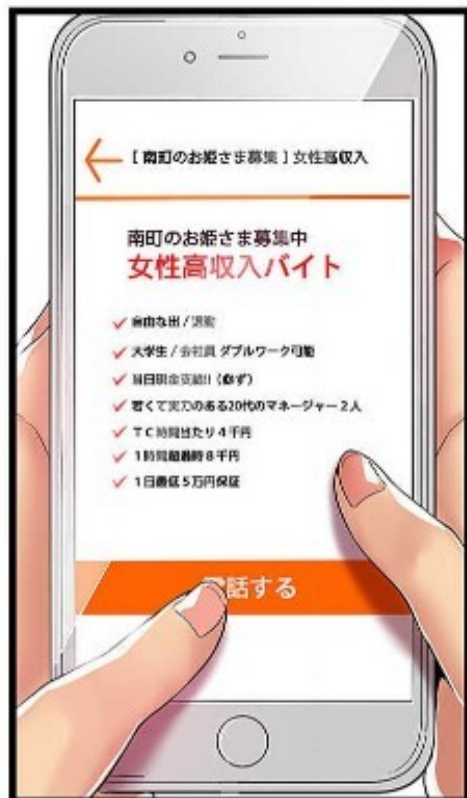 [ 南町のお姫さま募集 ] 女性高収入
南町のお姫さま募集中
女性高収入バイト
自由な出 / 退勤
大学生 / 会社員 ダブルワーク可能
当日現金支給!! (必ず)
若くて実力のある20代のマネージャー 2人
TC 時間当たり 4 千円
1時間超過時 8 千円
1日最低 5 万円保証
話する